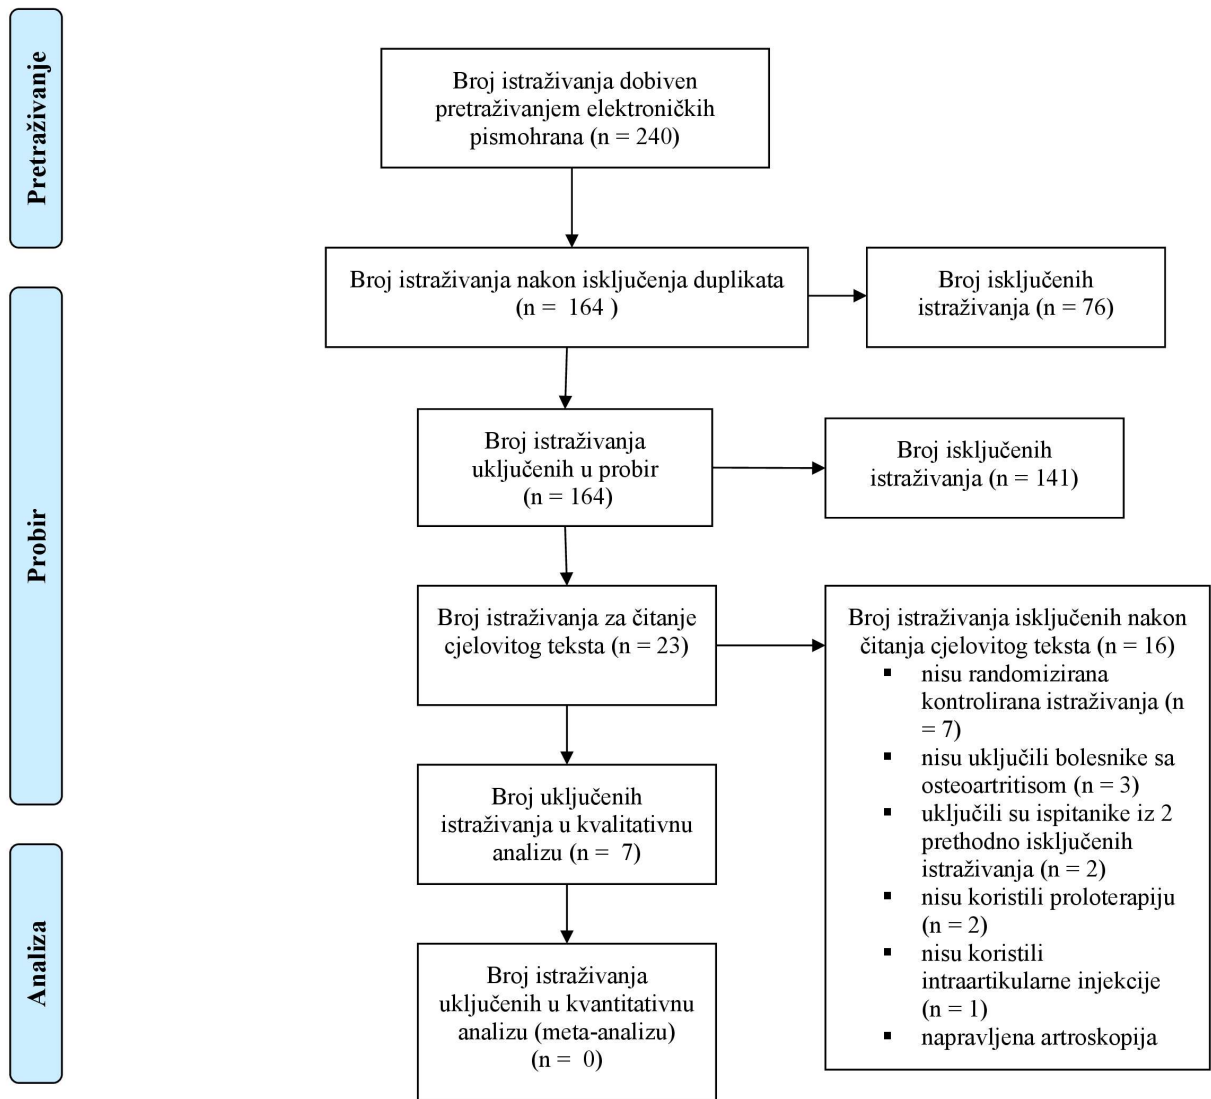 Pretraživanje
Broj istraživanja dobiven
pretraživanjem elektroničkih
pismohrana (n = 240)
Broj istraživanja nakon isključenja duplikata
(n =  164 )
Broj isključenih
istraživanja (n = 76)
Probir
Broj istraživanja
uključenih u probir
(n = 164)
Broj isključenih
istraživanja (n = 141)
Broj istraživanja za čitanje
cjelovitog teksta (n = 23)
Broj istraživanja isključenih nakon
čitanja cjelovitog teksta (n = 16)
▪ nisu randomizirana
kontrolirana istraživanja (n
= 7)
▪ nisu uključili bolesnike sa
osteoartritisom (n = 3)
▪ uključili su ispitanike iz 2
prethodno isključenih
istraživanja (n = 2)
▪ nisu koristili proloterapiju
(n = 2)
▪ nisu koristili
intraartikularne injekcije
(n = 1)
▪ napravljena artroskopija
Broj uključenih
istraživanja u kvalitativnu
analizu (n =  7)
Analiza
Broj istraživanja
uključenih u kvantitativnu
analizu (meta-analizu)
(n =  0)